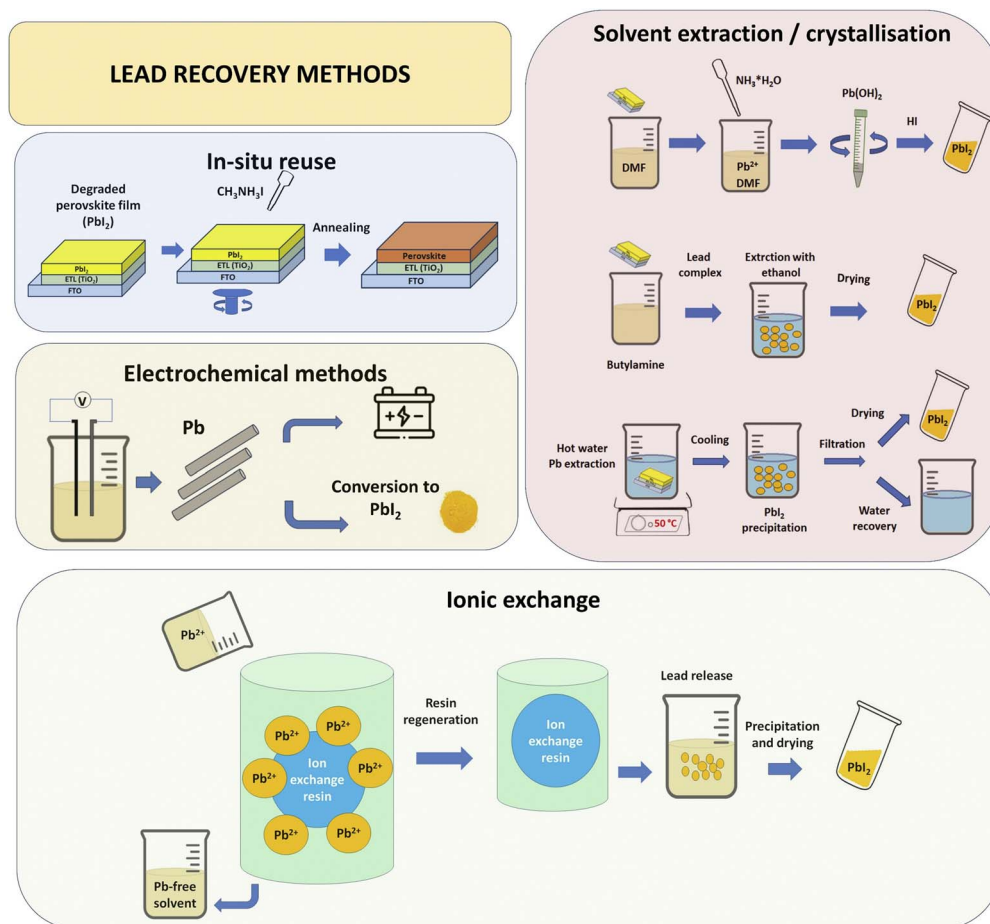 LEAD RECOVERY METHODS
In-situ reuse
Degraded
perovskite film
(PbI₂)
CH₃NH₃I
Annealing
PbI₂
ETL (TiO₂)
FTO
PbI₂
ETL (TiO₂)
FTO
Perovskite
ETL (TiO₂)
FTO
Electrochemical methods
V
Pb
Conversion to
PbI₂
Solvent extraction / crystallisation
NH₃*H₂O
Pb(OH)₂
HI
DMF
Pb²⁺
DMF
PbI₂
Lead
complex
Extrction with
ethanol
Drying
PbI₂
Butylamine
Hot water
Pb extraction
50 °C
Cooling
PbI₂
precipitation
Filtration
Drying
PbI₂
Water
recovery
Ionic exchange
Pb²⁺
Pb²⁺
Pb²⁺
Pb²⁺
Pb²⁺
Pb²⁺
Pb²⁺
Ion
exchange
resin
Pb-free
solvent
Resin
regeneration
Ion
exchange
resin
Lead release
Precipitation
and drying
PbI₂